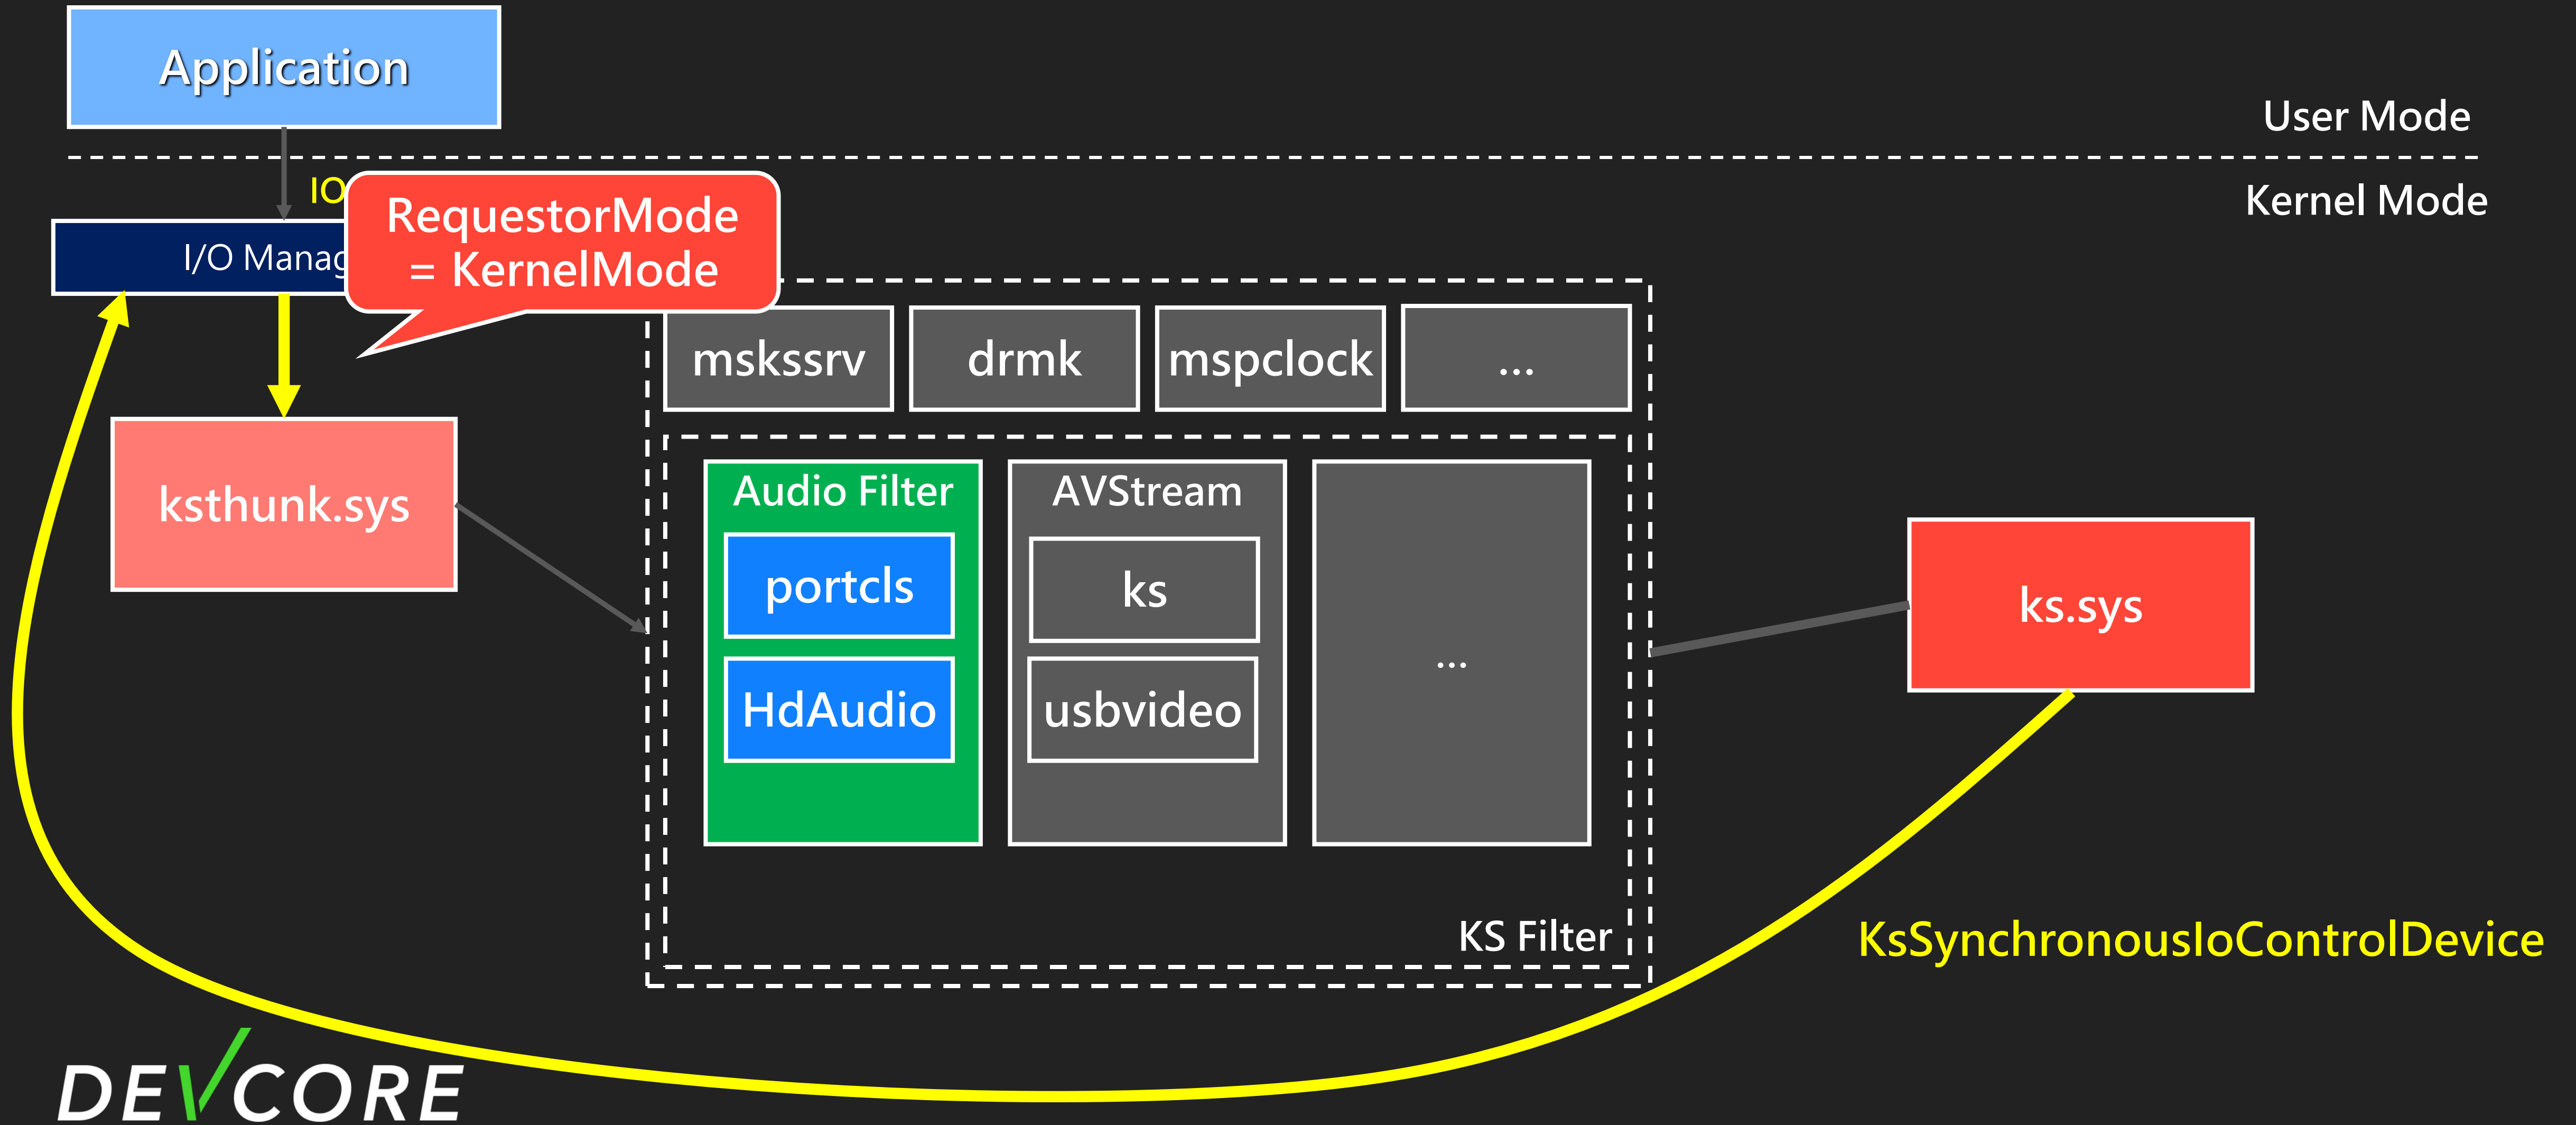 Application
User Mode
Kernel Mode
IO
RequestorMode
= KernelMode
I/O Manag
mskssrv
drmk
mspclock
...
ksthunk.sys
Audio Filter
portcls
HdAudio
AVStream
ks
usbvideo
...
KS Filter
ks.sys
KsSynchronousIoControlDevice
DEVCORE